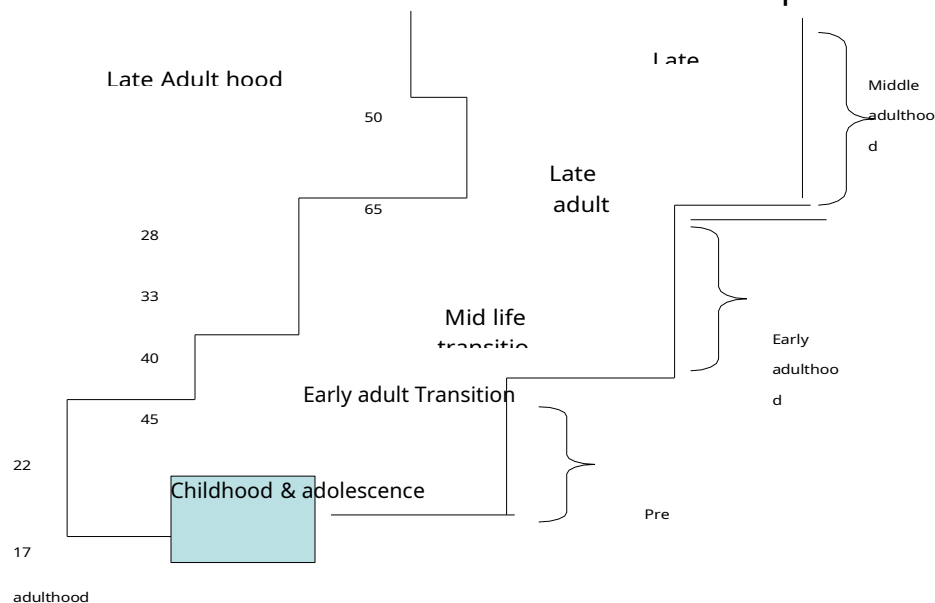 Late
Late Adult hood
Middle
adulthoo
d
50
Late
adult
65
28
33
Mid life
transitio
Early
adulthoo
d
40
Early adult Transition
45
22
Childhood & adolescence
Pre
17
adulthood